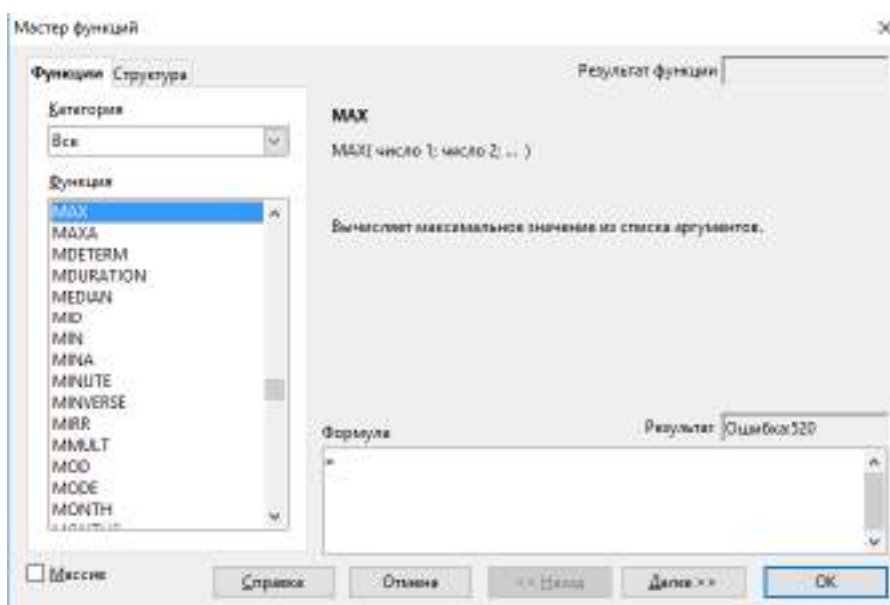 Мастер функций
Функции Структура
Результат функции
Категория
Все
Функция
MAX
MAXA
MDETERM
MDURATION
MEDIAN
MID
MIN
MINA
MINUTE
MINVERSE
MIRR
MMULT
MOD
MODE
MONTH
MAX
MAX( число 1; число 2; ... )
Вычисляет максимальное значение из списка аргументов.
Формула
Результат Ошибка:520
=
Массив
Справка
Отмена
<< Назад
Далее >>
OK